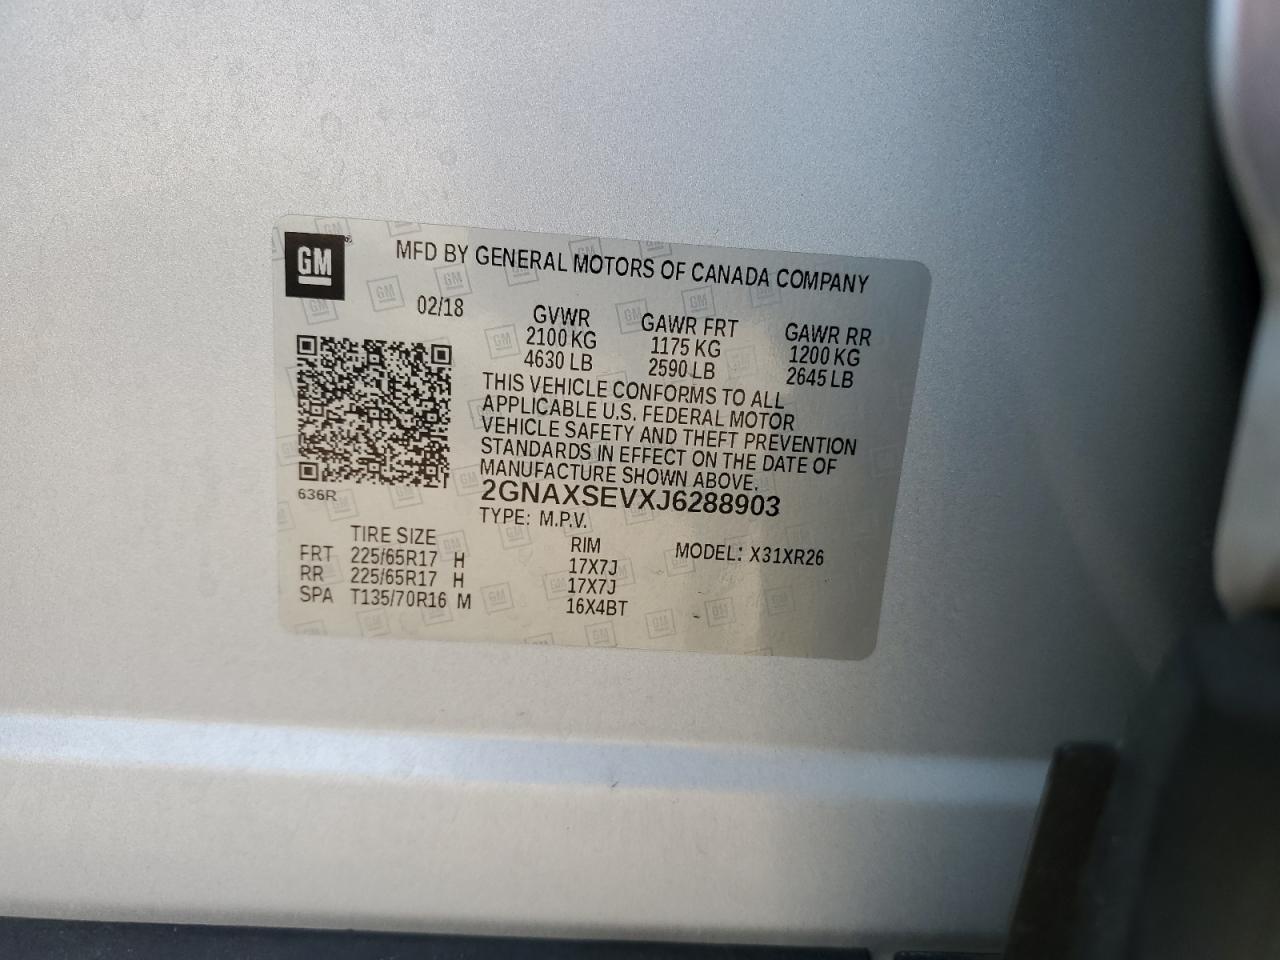 GM
MFD BY GENERAL MOTORS OF CANADA COMPANY
02/18
GVWR GAWR FRT GAWR RR
2100 KG 1175 KG 1200 KG
4630 LB 2590 LB 2645 LB
THIS VEHICLE CONFORMS TO ALL
APPLICABLE U.S. FEDERAL MOTOR
VEHICLE SAFETY AND THEFT PREVENTION
STANDARDS IN EFFECT ON THE DATE OF
MANUFACTURE SHOWN ABOVE.
636R
2GNAXSEVXJ6288903
TYPE: M.P.V.
TIRE SIZE RIM MODEL: X31XR26
FRT 225/65R17 H 17X7J
RR 225/65R17 H 17X7J
SPA T135/70R16 M 16X4BT